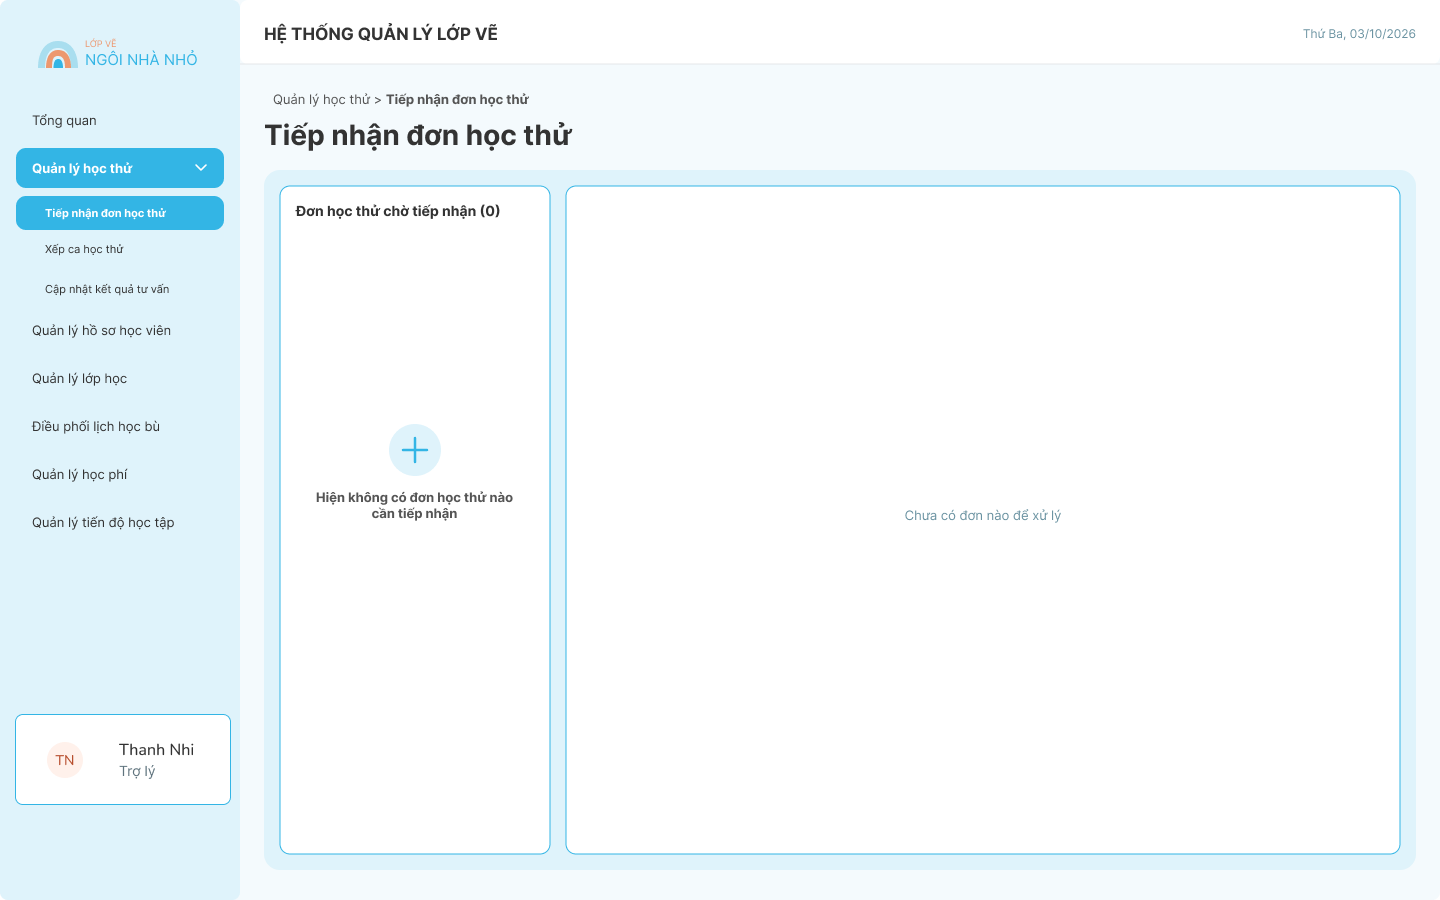 LỚP VẼ
NGÔI NHÀ NHỎ
Tổng quan
Quản lý học thử
Tiếp nhận đơn học thử
Xếp ca học thử
Cập nhật kết quả tư vấn
Quản lý hồ sơ học viên
Quản lý lớp học
Điều phối lịch học bù
Quản lý học phí
Quản lý tiến độ học tập
TN
Thanh Nhi
Trợ lý
HỆ THỐNG QUẢN LÝ LỚP VẼ
Thứ Ba, 03/10/2026
Quản lý học thử > Tiếp nhận đơn học thử
Tiếp nhận đơn học thử
Đơn học thử chờ tiếp nhận (0)
Hiện không có đơn học thử nào
cần tiếp nhận
Chưa có đơn nào để xử lý